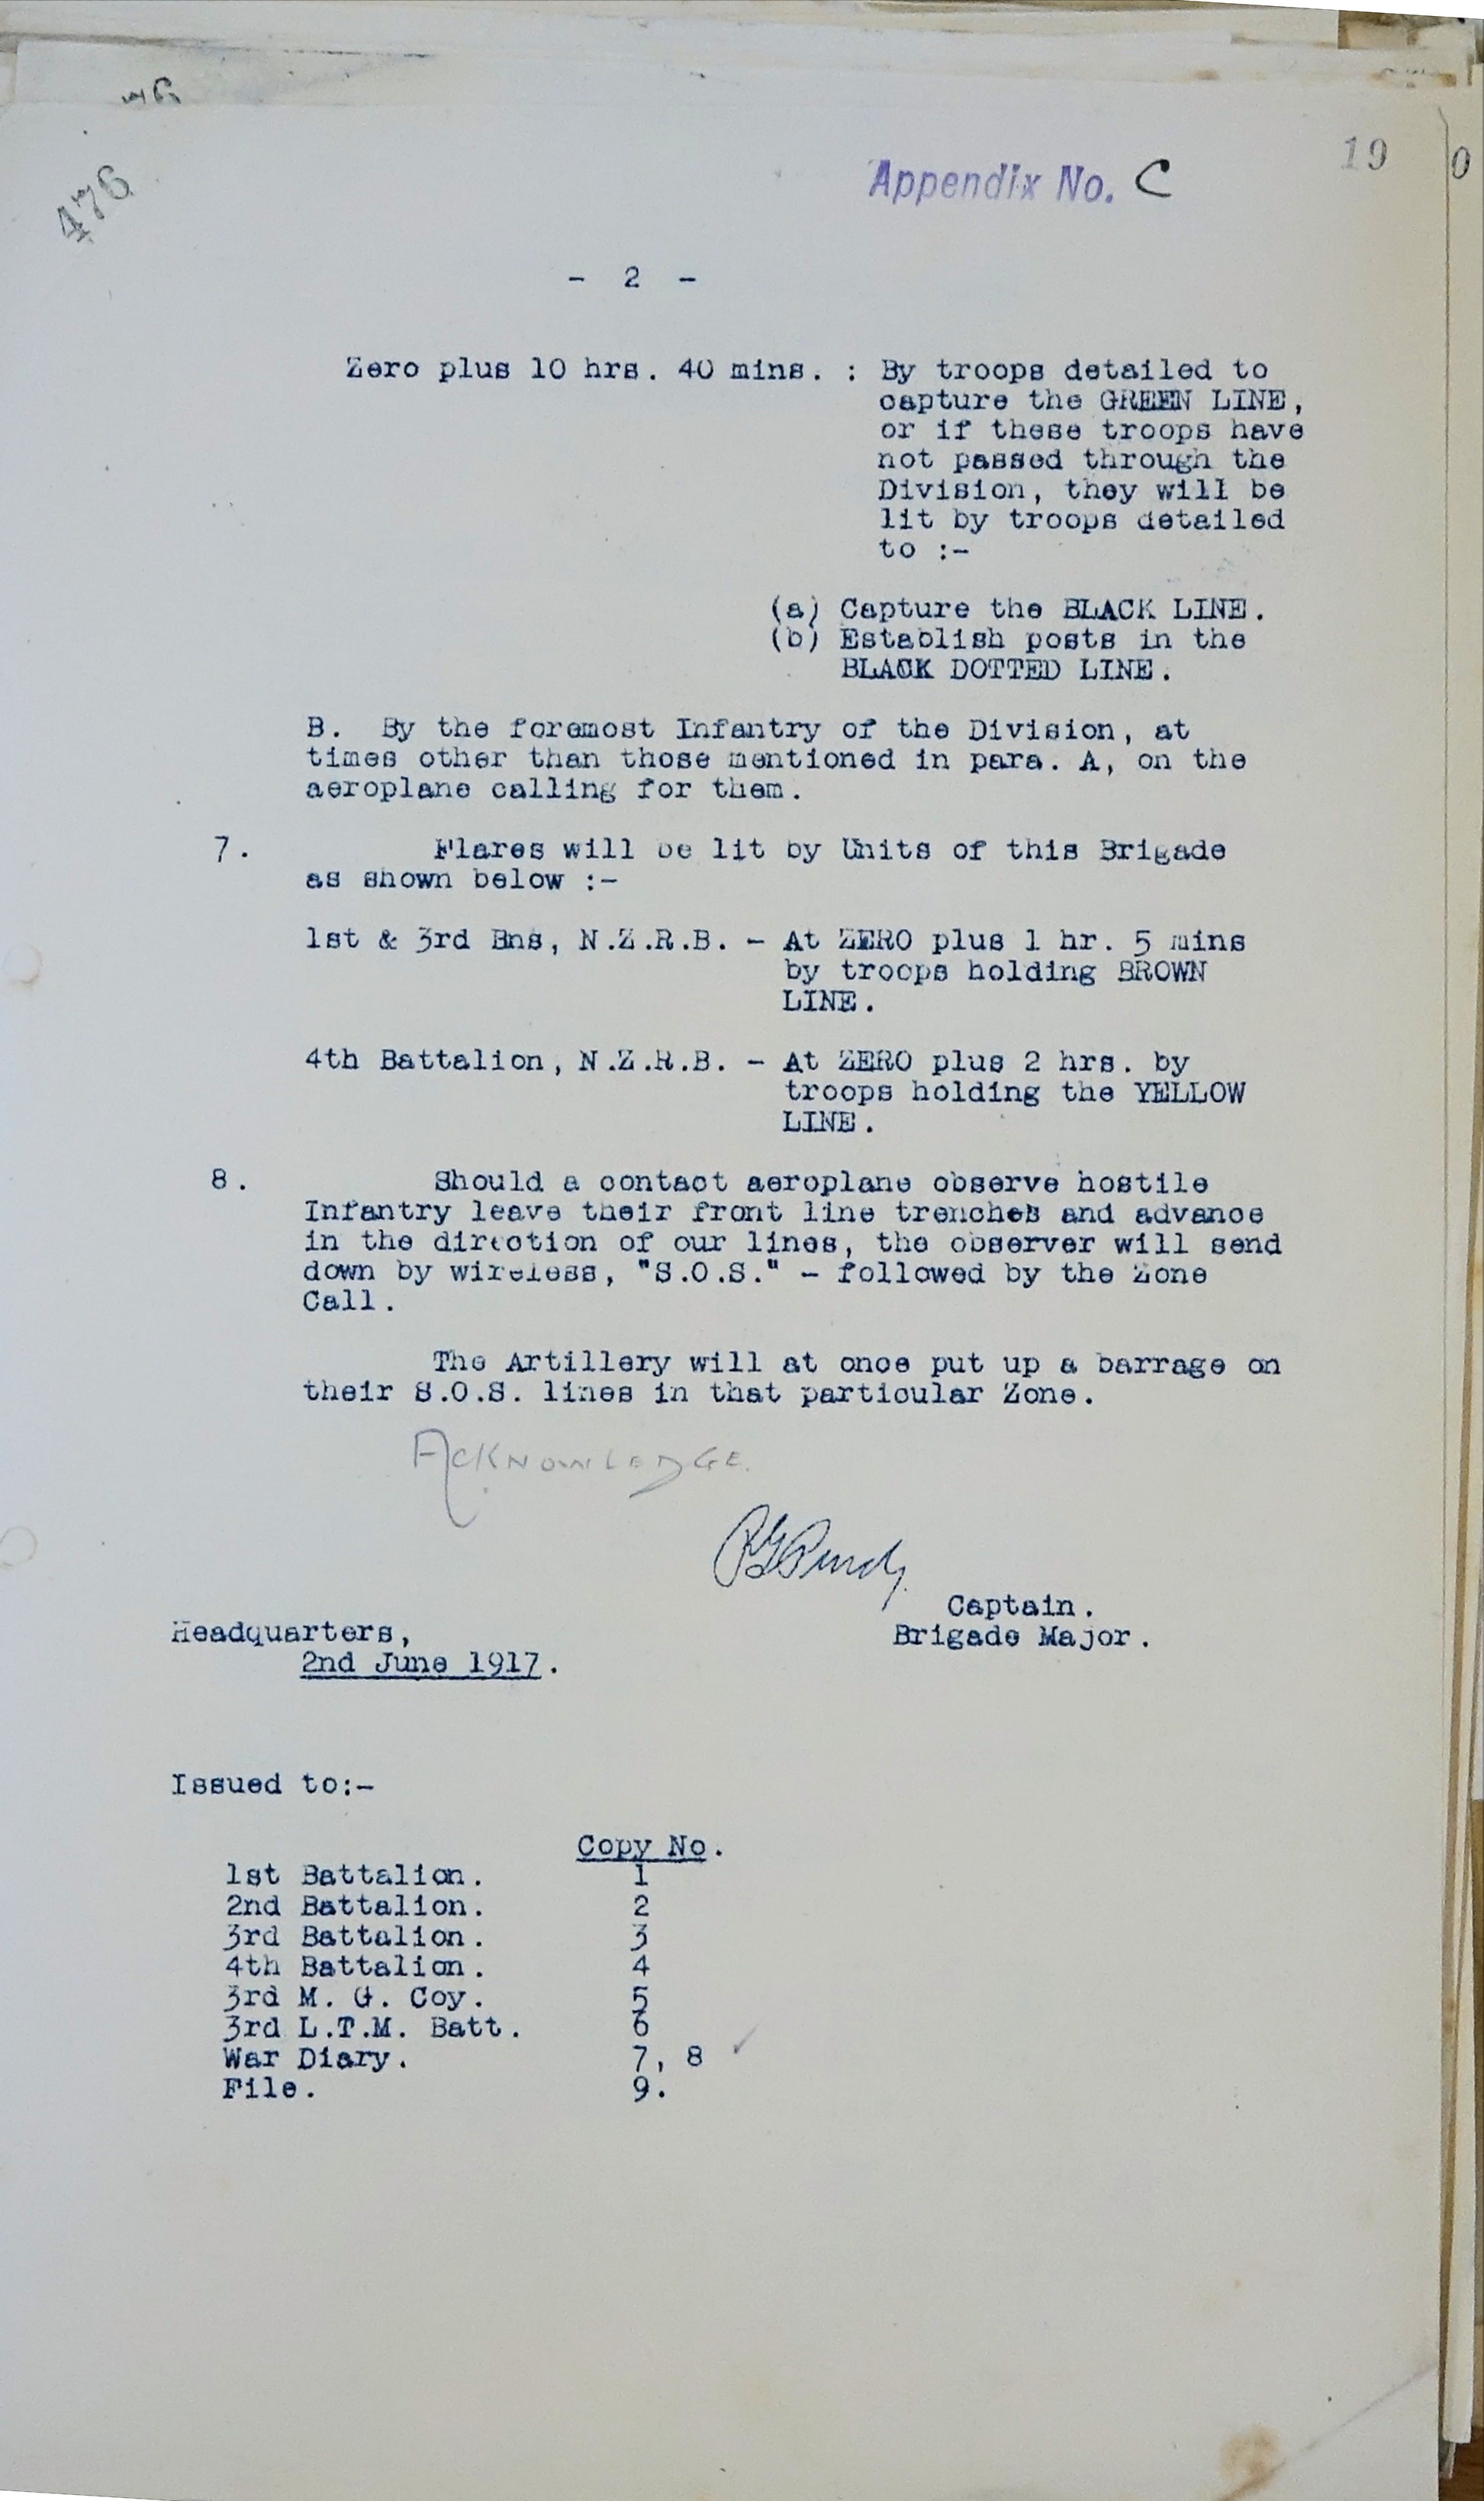 476
Appendix No. C
19
0
- 2 -
Zero plus 10 hrs. 40 mins. : By troops detailed to
capture the GREEN LINE,
or if these troops have
not passed through the
Division, they will be
lit by troops detailed
to :-
(a) Capture the BLACK LINE.
(b) Establish posts in the
BLACK DOTTED LINE.
B. By the foremost Infantry of the Division, at
times other than those mentioned in para. A, on the
aeroplane calling for them.
7. Flares will be lit by Units of this Brigade
as shown below :-
1st & 3rd Bns, N.Z.R.B. - At ZERO plus 1 hr. 5 mins
by troops holding BROWN
LINE.
4th Battalion, N.Z.R.B. - At ZERO plus 2 hrs. by
troops holding the YELLOW
LINE.
8. Should a contact aeroplane observe hostile
Infantry leave their front line trenches and advance
in the direction of our lines, the observer will send
down by wireless, "S.O.S." - followed by the Zone
Call.
The Artillery will at once put up a barrage on
their S.O.S. lines in that particular Zone.
ACKNOWLEDGE.
Captain.
Brigade Major.
Headquarters,
2nd June 1917.
Issued to:-
Copy No.
1st Battalion. 1
2nd Battalion. 2
3rd Battalion. 3
4th Battalion. 4
3rd M. G. Coy. 5
3rd L.T.M. Batt. 6
War Diary. 7, 8
File. 9.